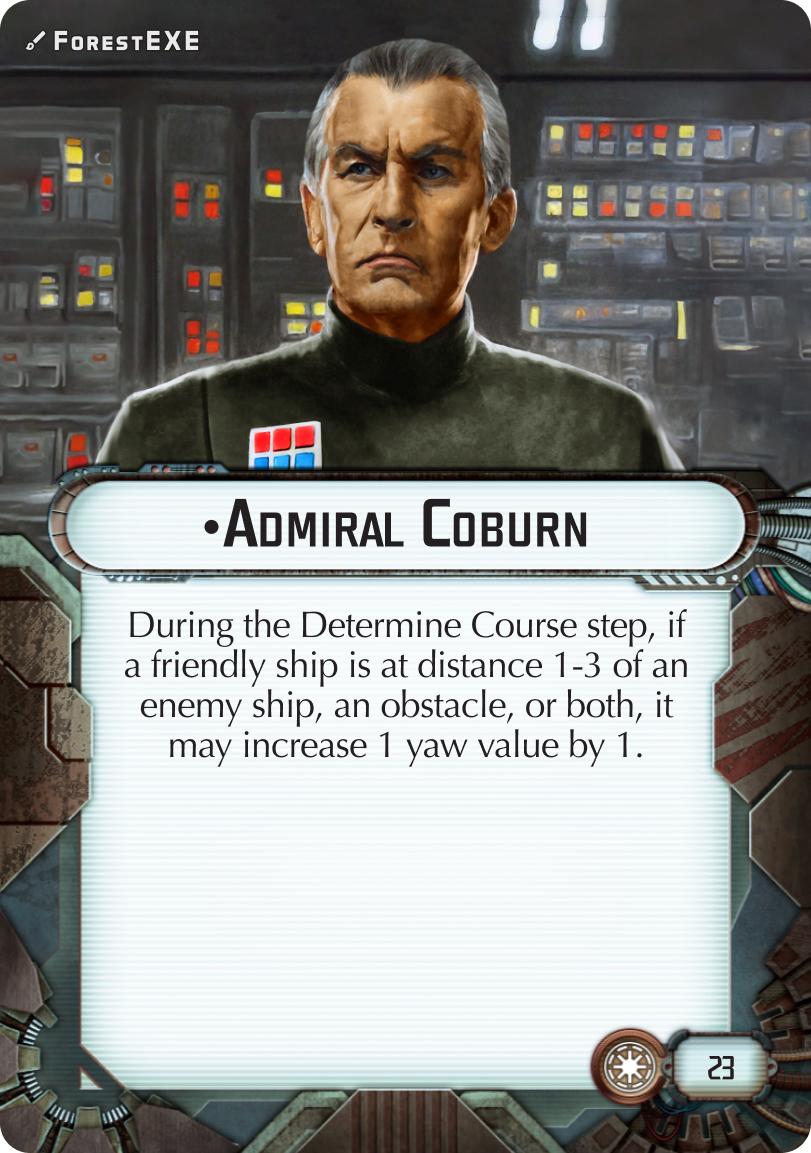 ForestEXE
•Admiral Coburn
During the Determine Course step, if
a friendly ship is at distance 1-3 of an
enemy ship, an obstacle, or both, it
may increase 1 yaw value by 1.
23